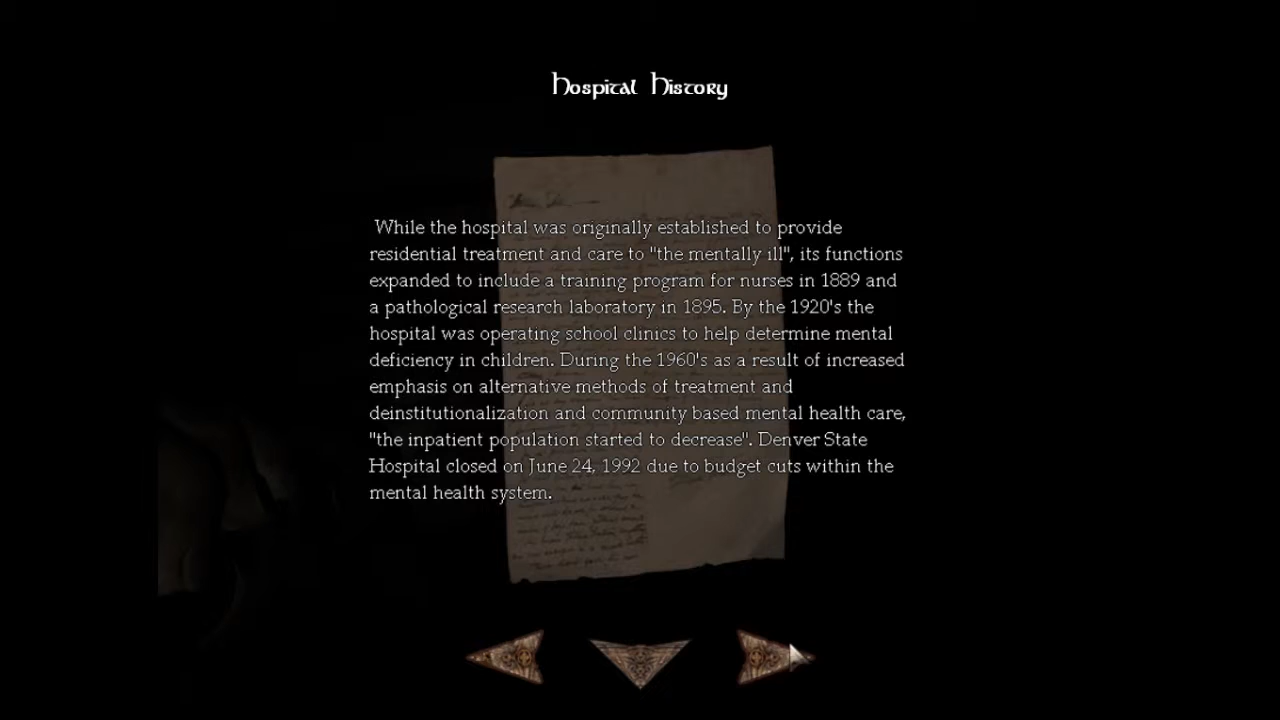 Hospital History
While the hospital was originally established to provide
residential treatment and care to "the mentally ill", its functions
expanded to include a training program for nurses in 1889 and
a pathological research laboratory in 1895. By the 1920's the
hospital was operating school clinics to help determine mental
deficiency in children. During the 1960's as a result of increased
emphasis on alternative methods of treatment and
deinstitutionalization and community based mental health care,
"the inpatient population started to decrease". Denver State
Hospital closed on June 24, 1992 due to budget cuts within the
mental health system.